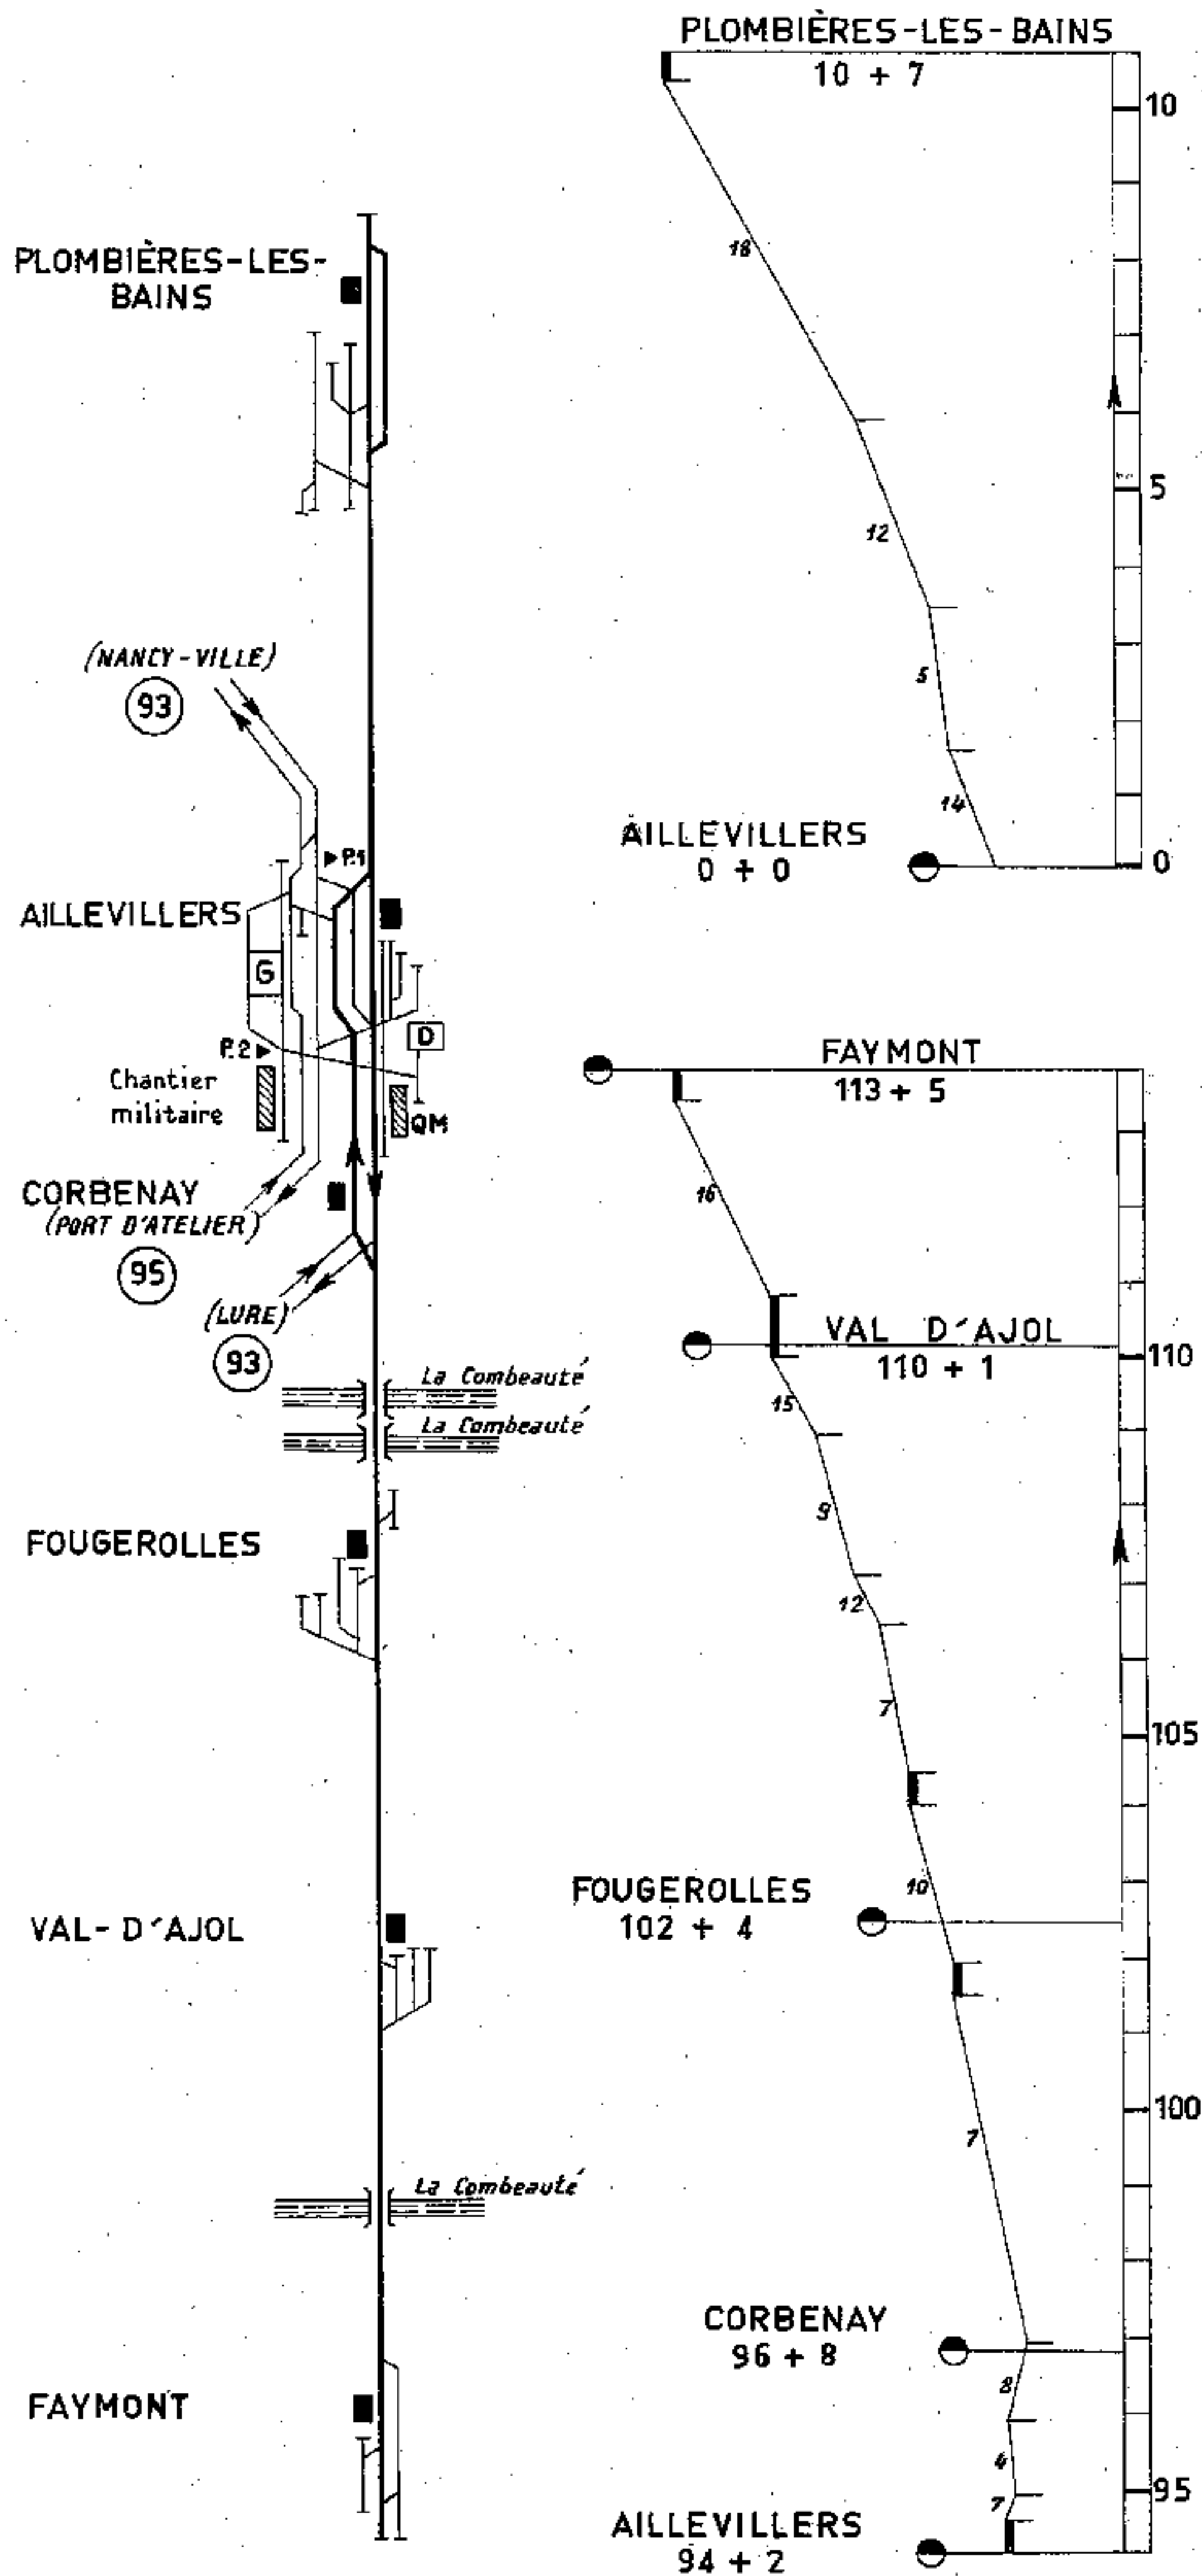 PLOMBIÈRES-LES-BAINS
10 + 7
10
18
12
5
5
14
AILLEVILLERS
0 + 0
0
PLOMBIÈRES-LES-
BAINS
(NANCY-VILLE)
93
P.1
AILLEVILLERS
G
D
P.2
Chantier
militaire
QM
CORBENAY
(PORT D'ATELIER)
95
(LURE)
93
La Combeauté
La Combeauté
FOUGEROLLES
VAL-D'AJOL
La Combeauté
FAYMONT
FAYMONT
113 + 5
16
VAL D'AJOL
110 + 1
110
15
9
12
7
105
10
FOUGEROLLES
102 + 4
7
100
CORBENAY
96 + 8
8
4
7
95
AILLEVILLERS
94 + 2